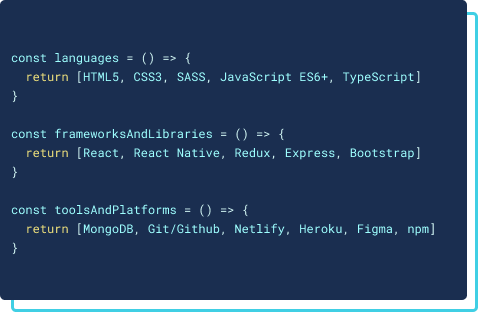 const languages = () => {
  return [HTML5, CSS3, SASS, JavaScript ES6+, TypeScript]
}
const frameworksAndLibraries = () => {
  return [React, React Native, Redux, Express, Bootstrap]
}
const toolsAndPlatforms = () => {
  return [MongoDB, Git/Github, Netlify, Heroku, Figma, npm]
}